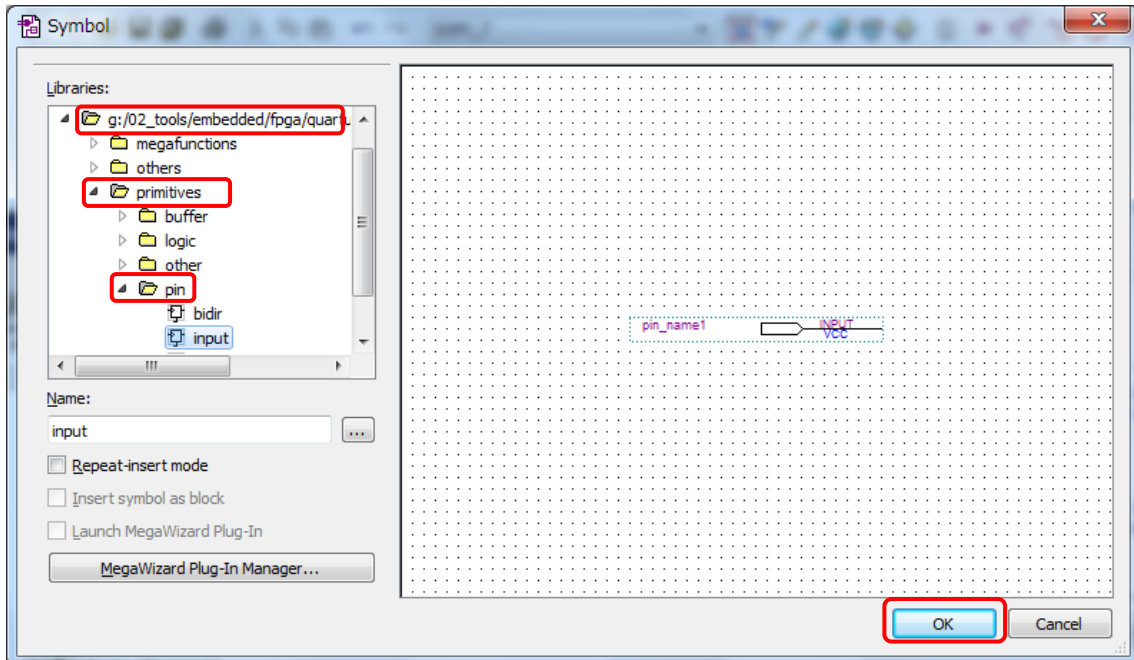 Symbol
Libraries:
g:/02_tools/embedded/fpga/quartu
megafunctions
others
primitives
buffer
logic
other
pin
bidir
input
Name:
input
...
Repeat-insert mode
Insert symbol as block
Launch MegaWizard Plug-In
MegaWizard Plug-In Manager...
pin_name1
INPUT
VCC
OK
Cancel